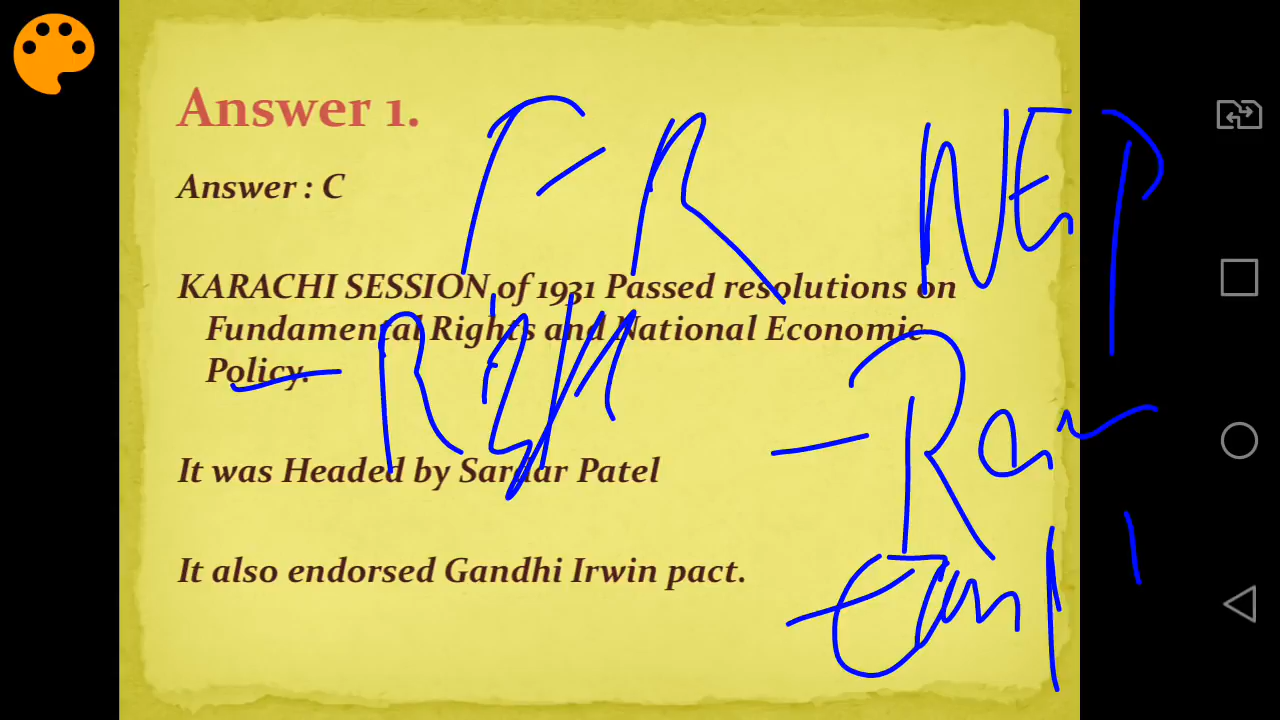 Answer 1.
FR
NEP
Answer : C
KARACHI SESSION of 1931 Passed resolutions on
Fundamental Rights and National Economic
Policy.
It was Headed by Sardar Patel
It also endorsed Gandhi Irwin pact.